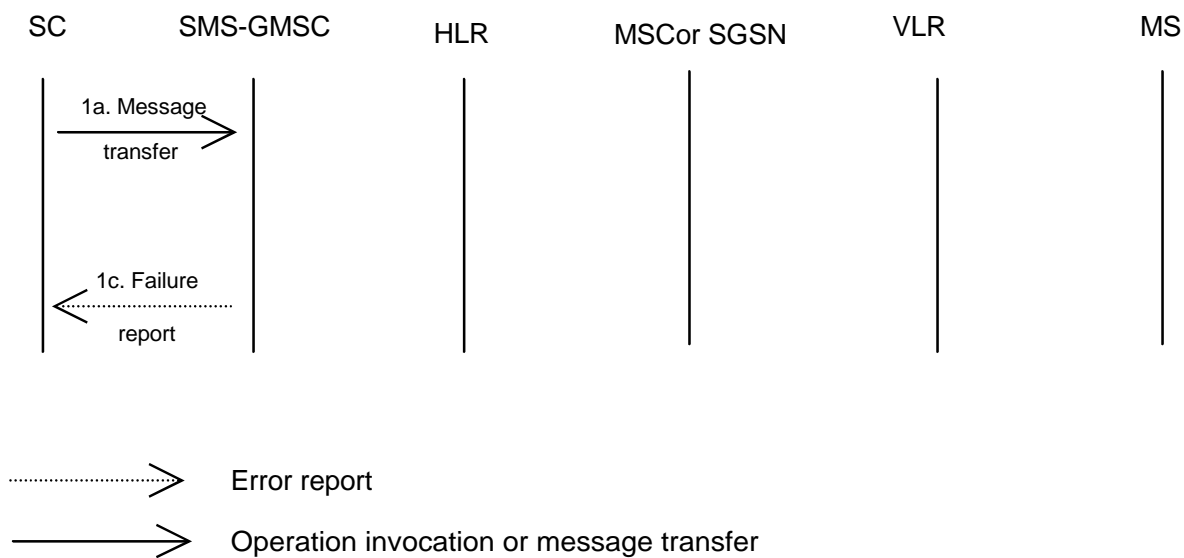 SC
SMS-GMSC
HLR
MSCor SGSN
VLR
MS
1a. Message
transfer
1c. Failure
report
Error report
Operation invocation or message transfer